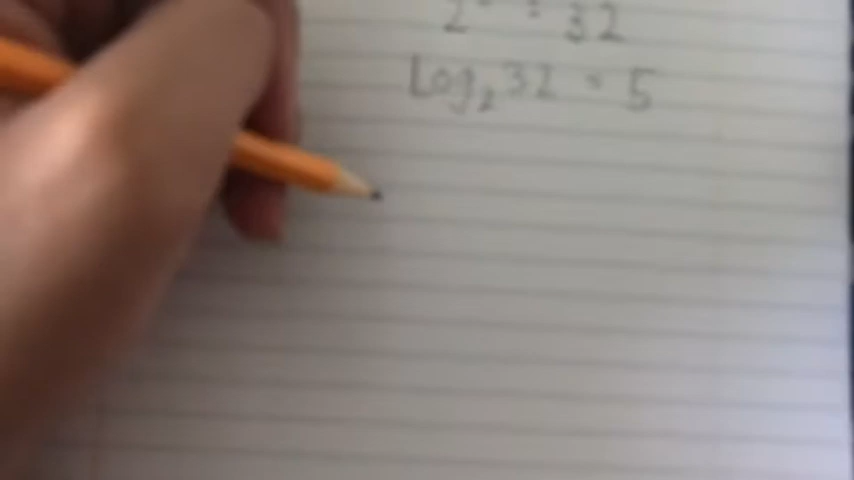 2 = 32
Log₂32 = 5